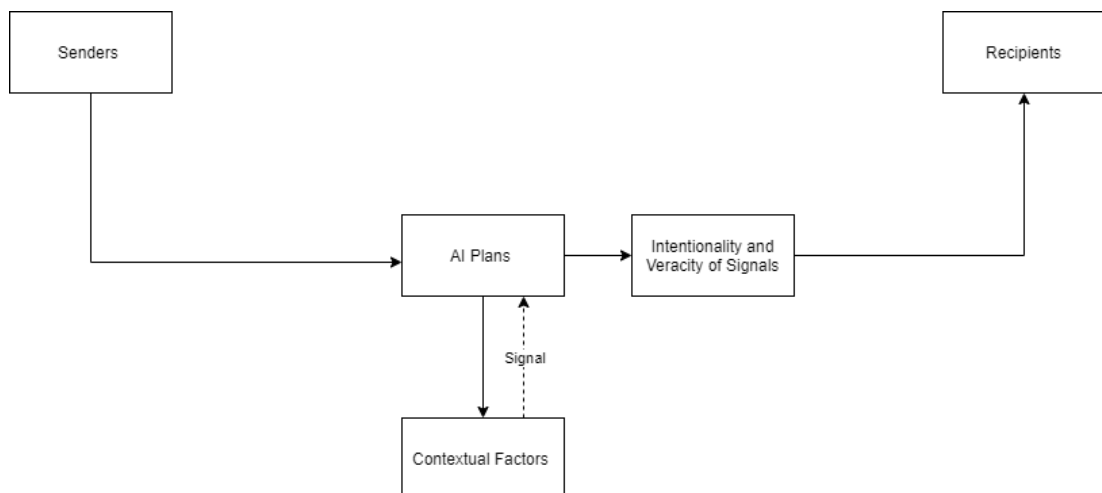 Senders
Recipients
AI Plans
Intentionality and
Veracity of Signals
Signal
Contextual Factors